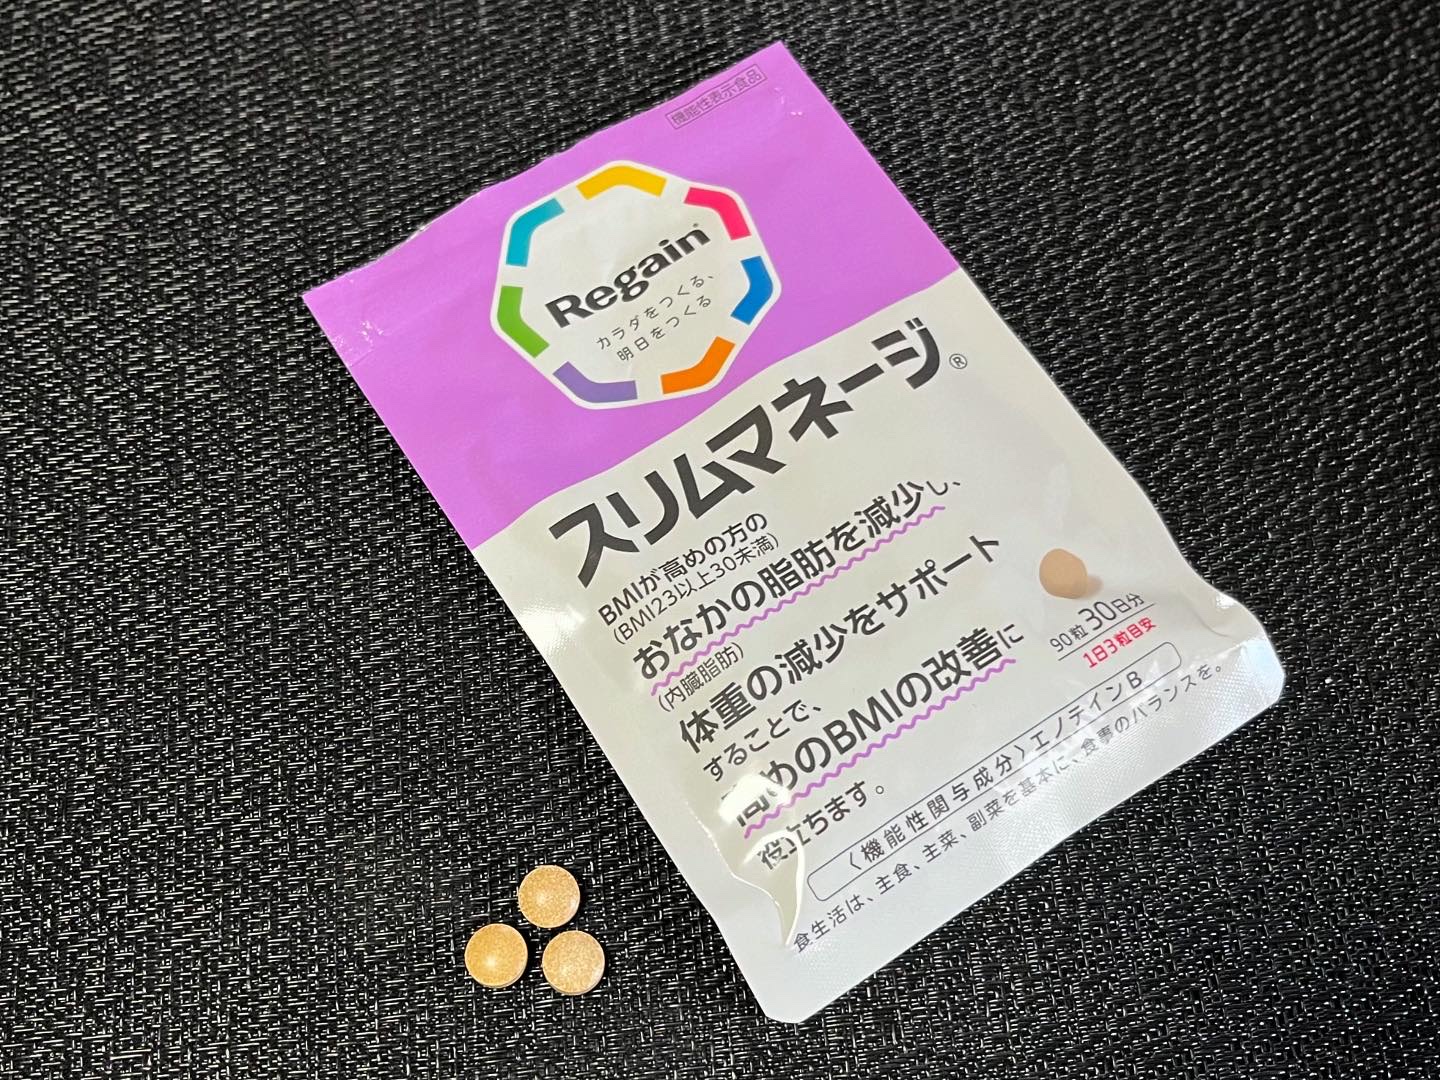 機能性表示食品
Regain®
カラダをつくる、
明日をつくる
スリムマネージ®
BMIが高めの方の
(BMI23以上30未満)
おなかの脂肪を減少し、
(内臓脂肪)
体重の減少をサポート
することで、
高めのBMIの改善に
役立ちます。
90粒30日分
1日3粒目安
〈機能性関与成分〉エノテインB
食生活は、主食、主菜、副菜を基本に、食事のバランスを。